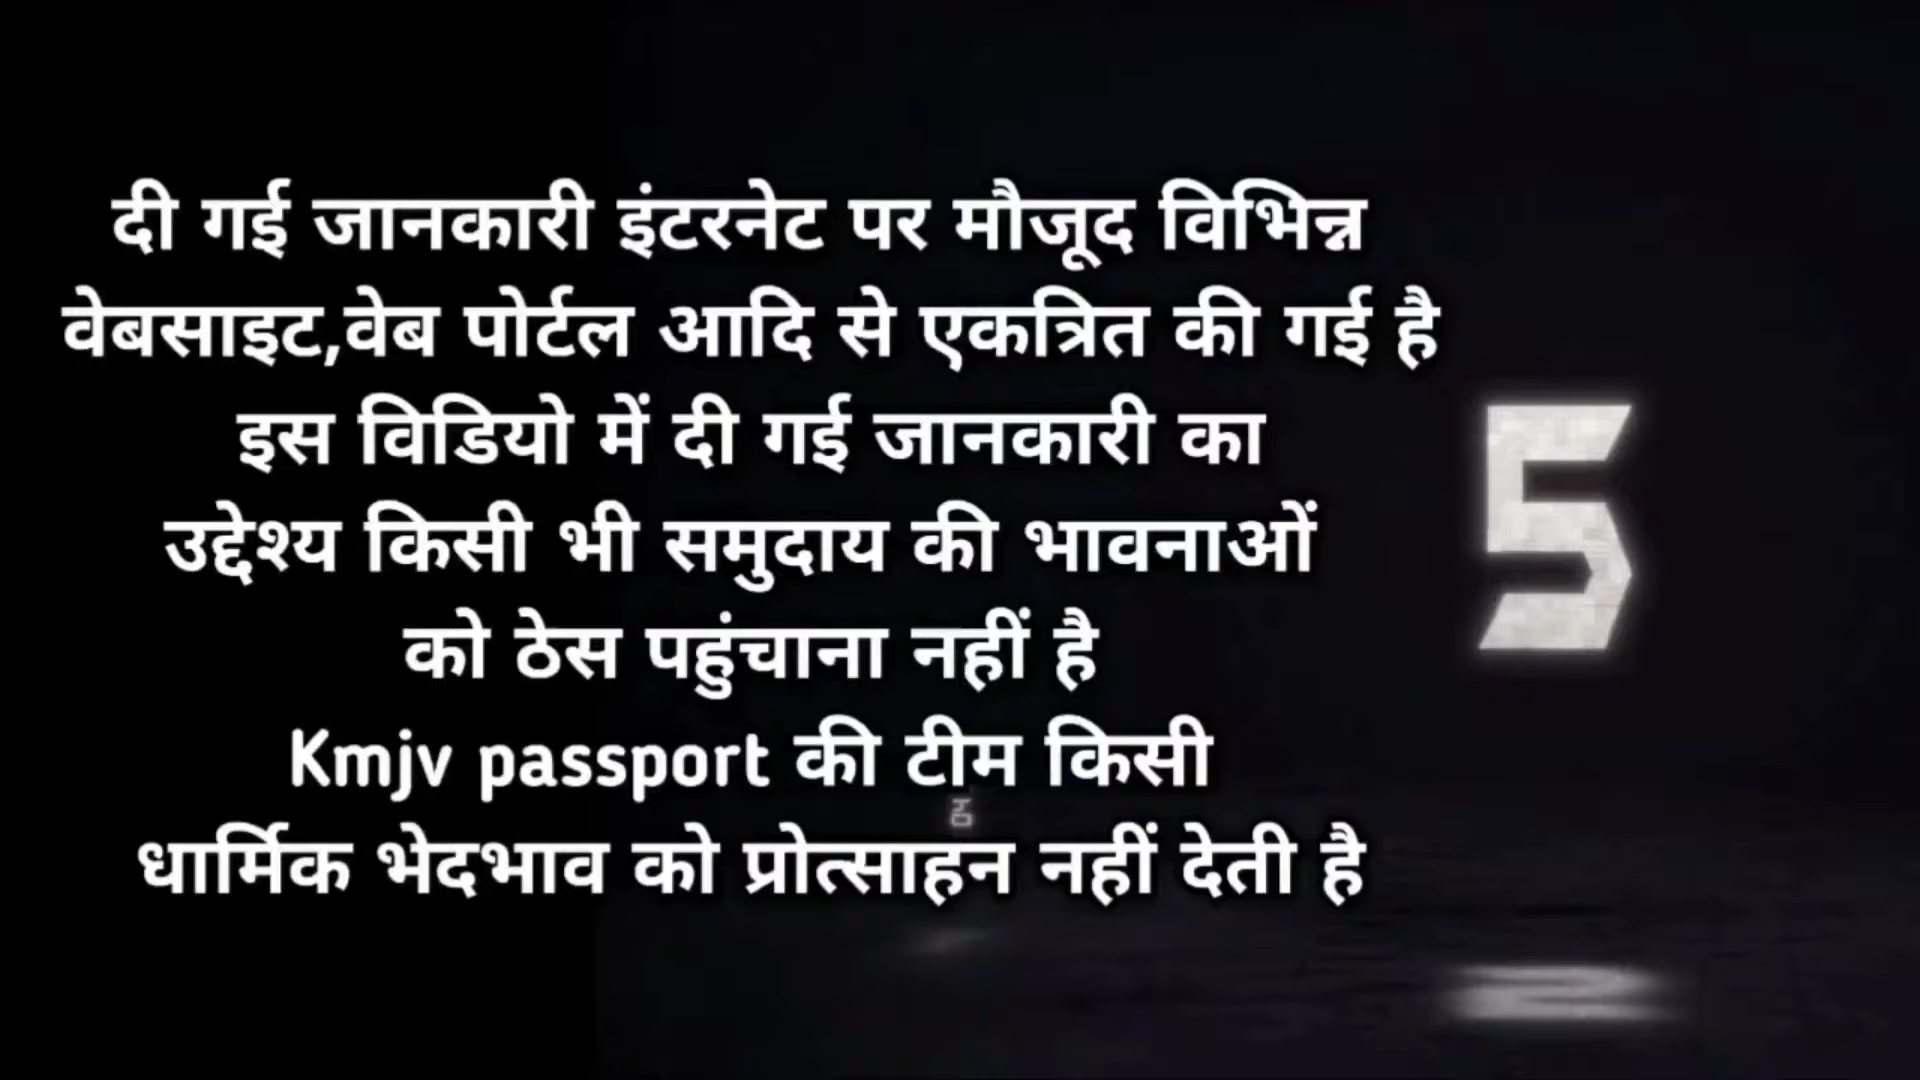 दी गई जानकारी इंटरनेट पर मौजूद विभिन्न
वेबसाइट,वेब पोर्टल आदि से एकत्रित की गई है
इस विडियो में दी गई जानकारी का
उद्देश्य किसी भी समुदाय की भावनाओं
को ठेस पहुंचाना नहीं है
Kmjv passport की टीम किसी
धार्मिक भेदभाव को प्रोत्साहन नहीं देती है
5